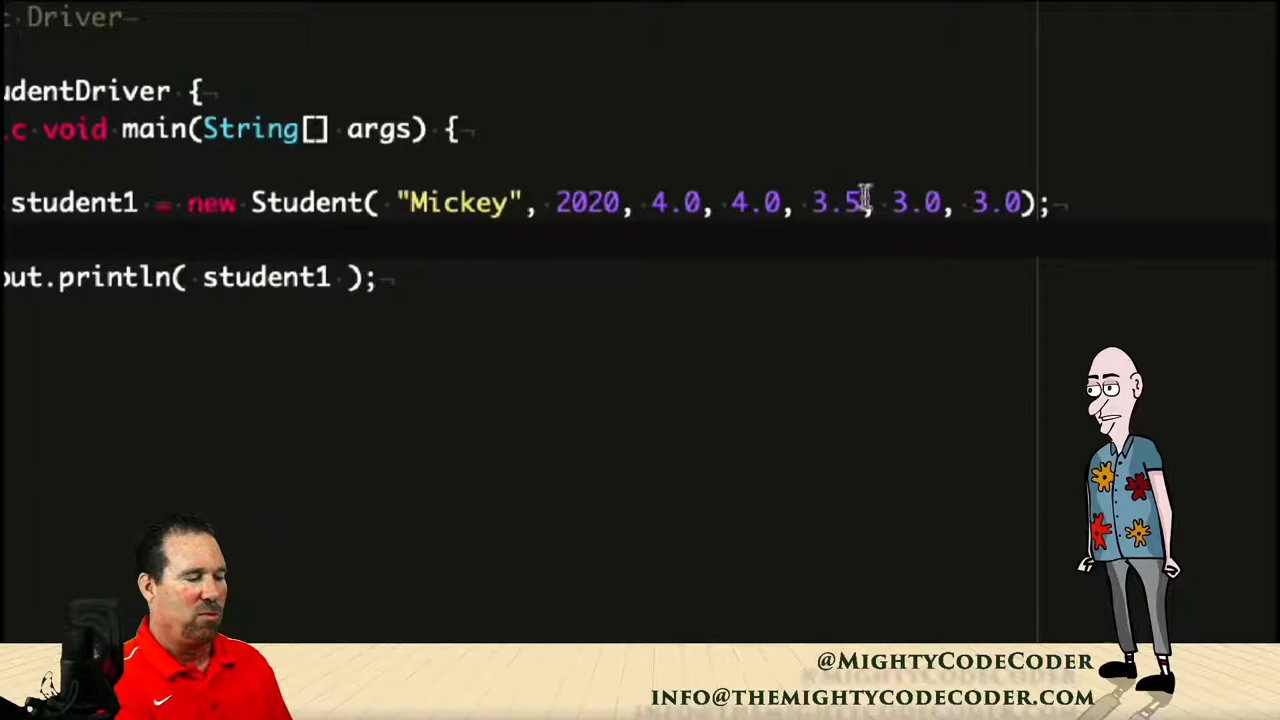 c Driver
udentDriver {
ic void main(String[] args) {
student1 = new Student( "Mickey", 2020, 4.0, 4.0, 3.5, 3.0, 3.0);
out.println( student1 );
@MightyCodeCoder
info@themightycodecoder.com